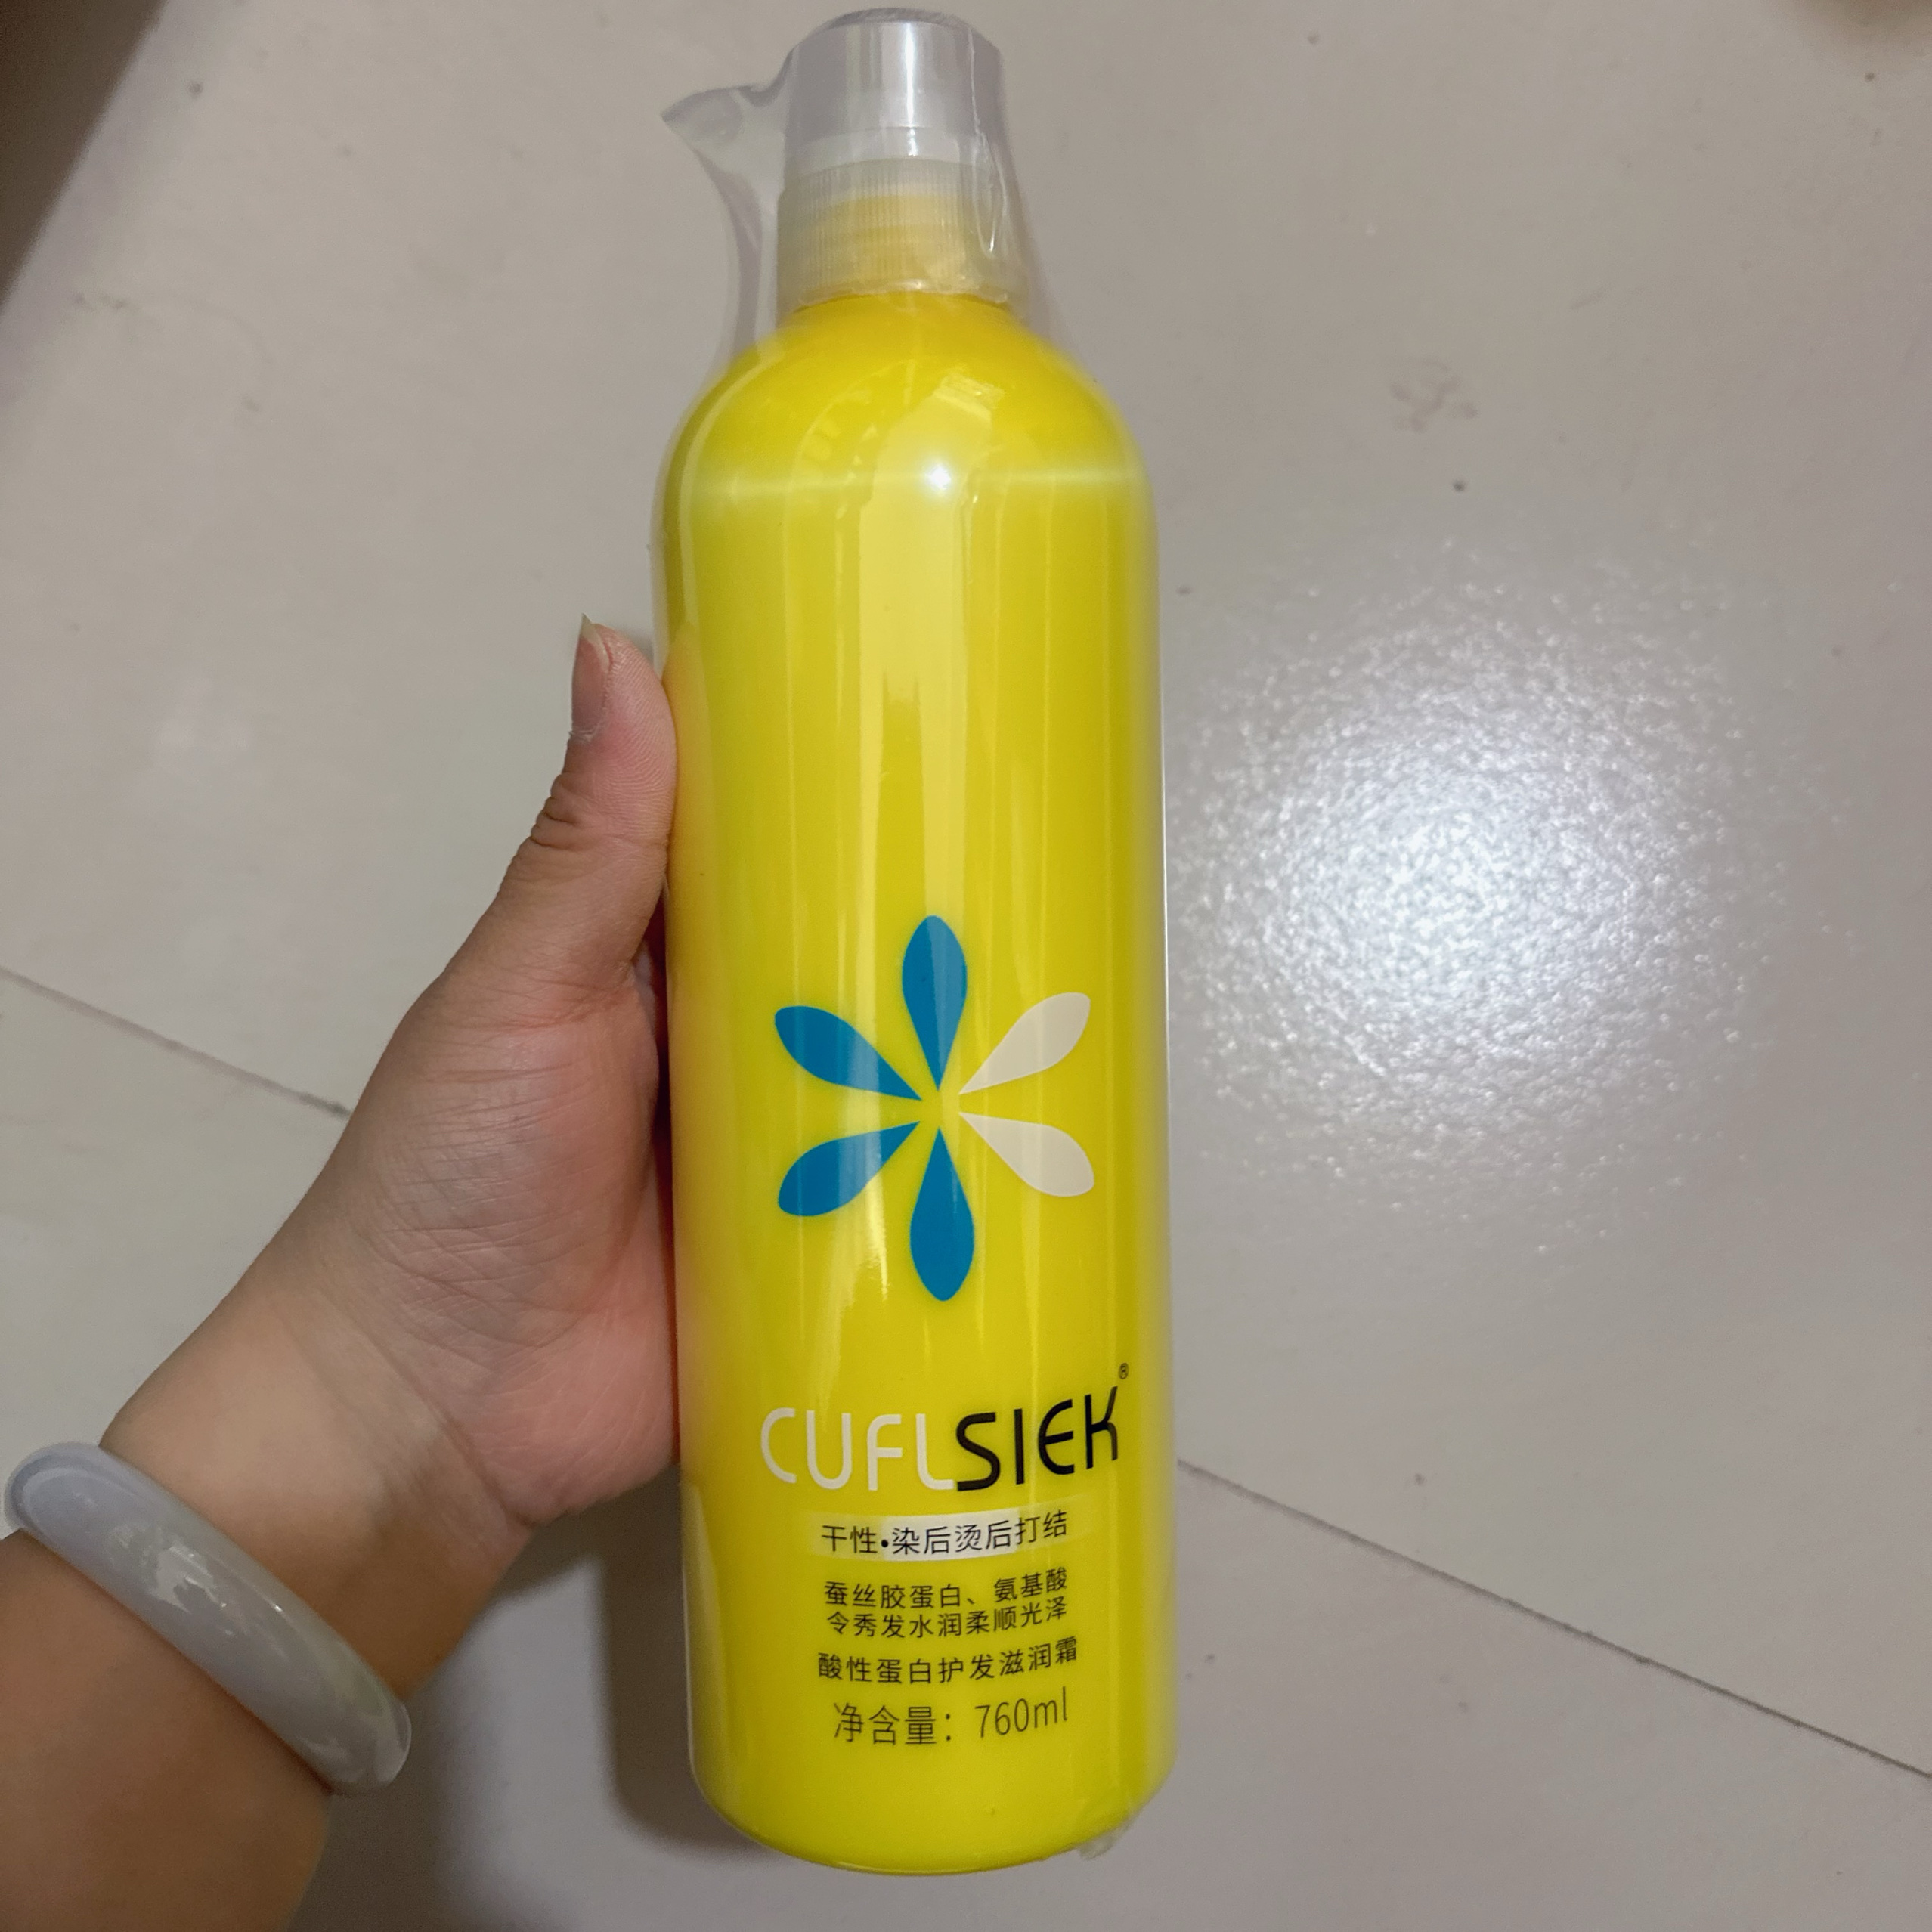 CUFLSIEK®
干性•染后烫后打结
蚕丝胶蛋白、氨基酸
令秀发水润柔顺光泽
酸性蛋白护发滋润霜
净含量：760ml